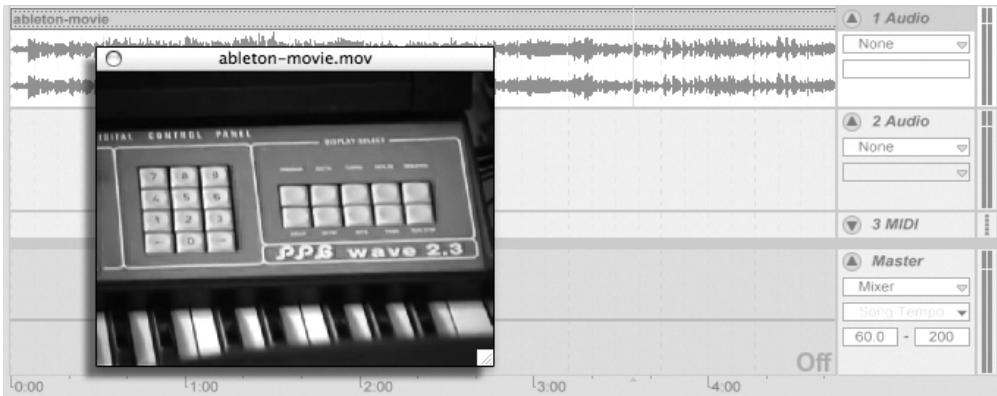 ableton-movie
1 Audio
None
ableton-movie.mov
DIGITAL CONTROL PANEL
DISPLAY SELECT
7 8 9
4 5 6
1 2 3
0
PPG wave 2.3
2 Audio
None
3 MIDI
Master
Mixer
Song Tempo
60.0 - 200
Off
0:00 1:00 2:00 3:00 4:00